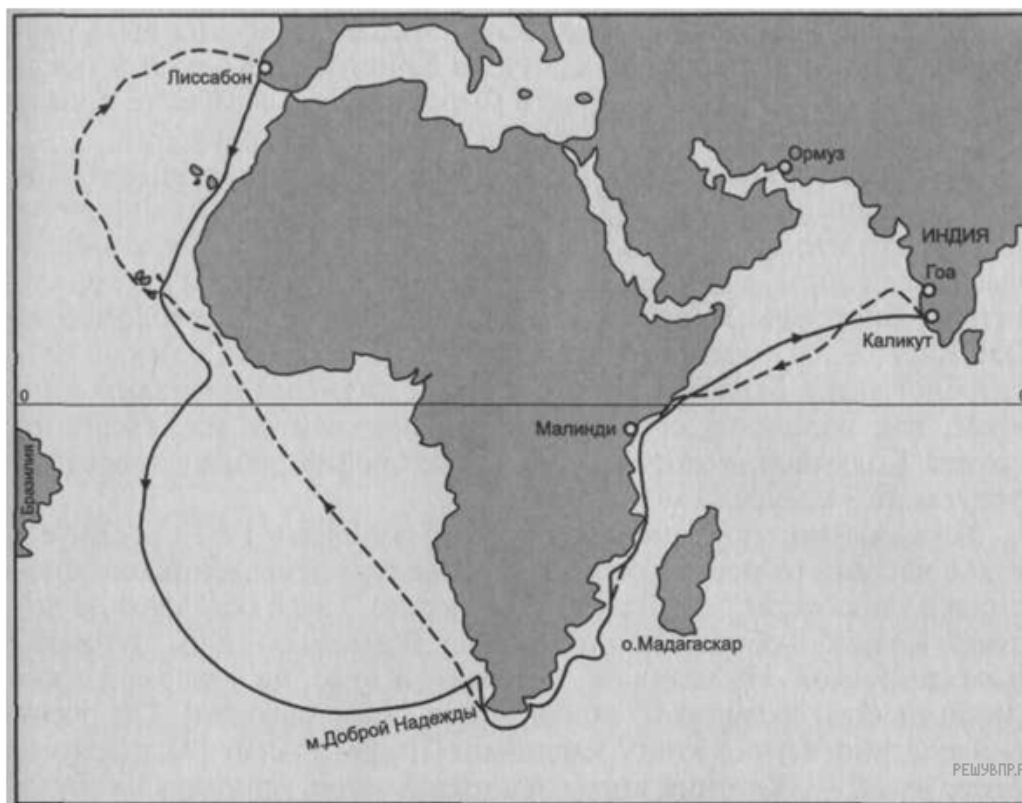 Лиссабон
Ормуз
ИНДИЯ
Гоа
Каликут
0
Малинди
Бразилия
о.Мадагаскар
м.Доброй Надежды
РЕШУВПР.Р